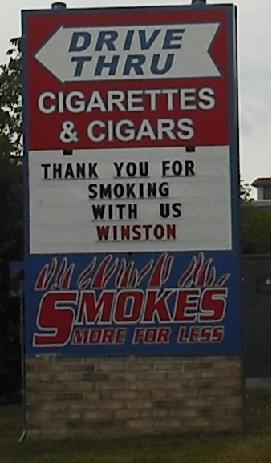 DRIVE
THRU
CIGARETTES
& CIGARS
THANK YOU FOR
SMOKING
WITH US
WINSTON
SMOKES
MORE FOR LESS